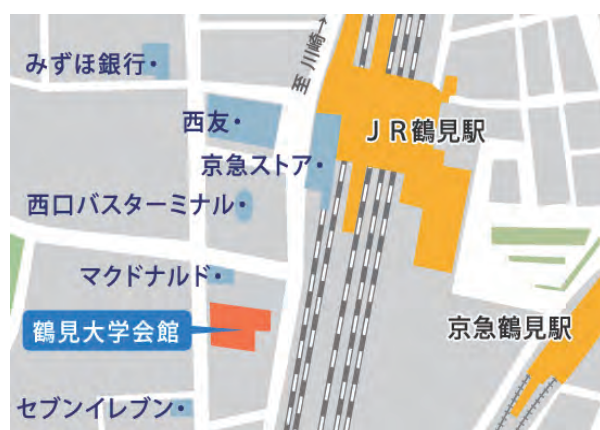 至 川崎→
みずほ銀行・
西友・
JR鶴見駅
京急ストア・
西口バスターミナル・
マクドナルド・
鶴見大学会館
京急鶴見駅
セブンイレブン・